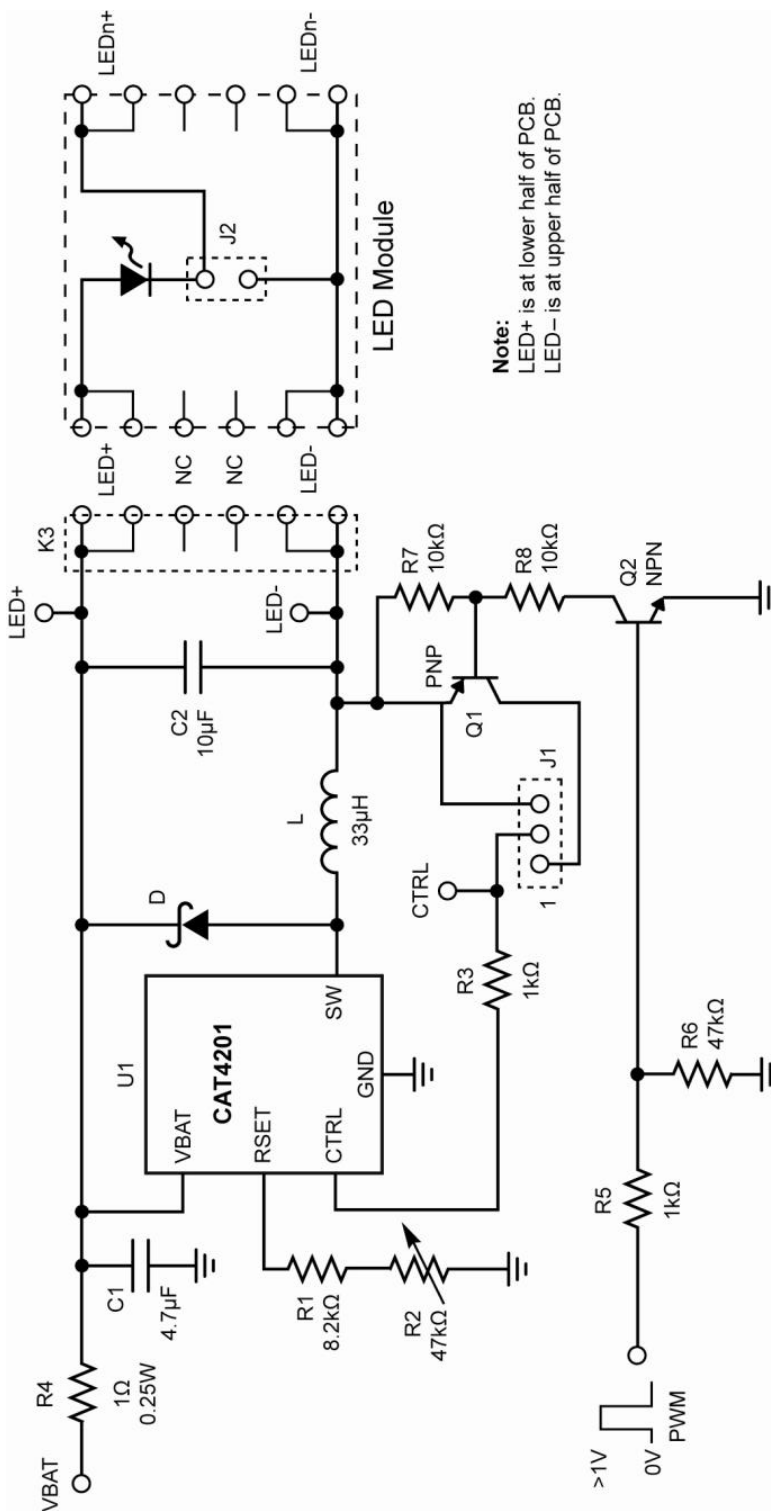 VBAT
R4
1Ω
0.25W
C1
4.7µF
U1
CAT4201
VBAT
RSET
CTRL
SW
GND
D
L
33µH
C2
10µF
LED+
LED-
K3
LED+
NC
NC
LED-
J2
LED Module
LEDn+
LEDn-
R1
8.2kΩ
R2
47kΩ
R3
1kΩ
CTRL
J1
1
Q1
PNP
R7
10kΩ
R8
10kΩ
Q2
NPN
>1V
0V
PWM
R5
1kΩ
R6
47kΩ
Note:
LED+ is at lower half of PCB.
LED– is at upper half of PCB.